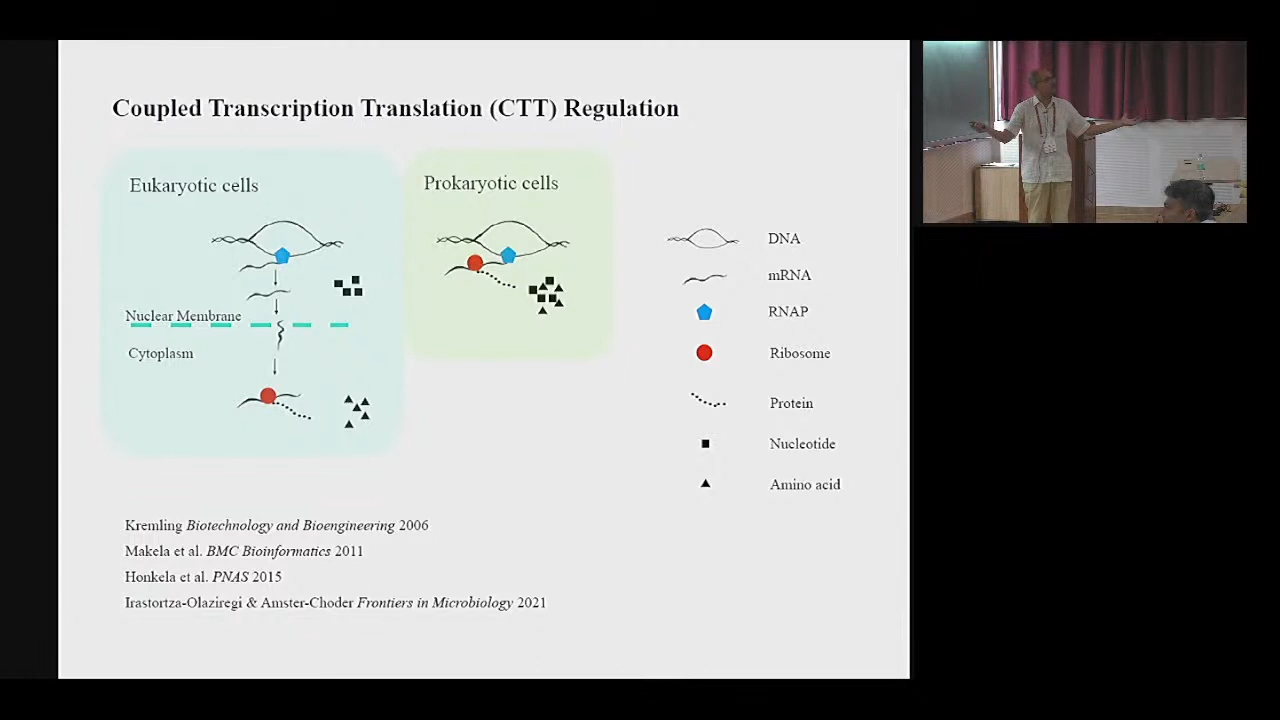 Coupled Transcription Translation (CTT) Regulation
Eukaryotic cells
Prokaryotic cells
Nuclear Membrane
Cytoplasm
DNA
mRNA
RNAP
Ribosome
Protein
Nucleotide
Amino acid
Kremling Biotechnology and Bioengineering 2006
Makela et al. BMC Bioinformatics 2011
Honkela et al. PNAS 2015
Irastortza-Olaziregi & Amster-Choder Frontiers in Microbiology 2021